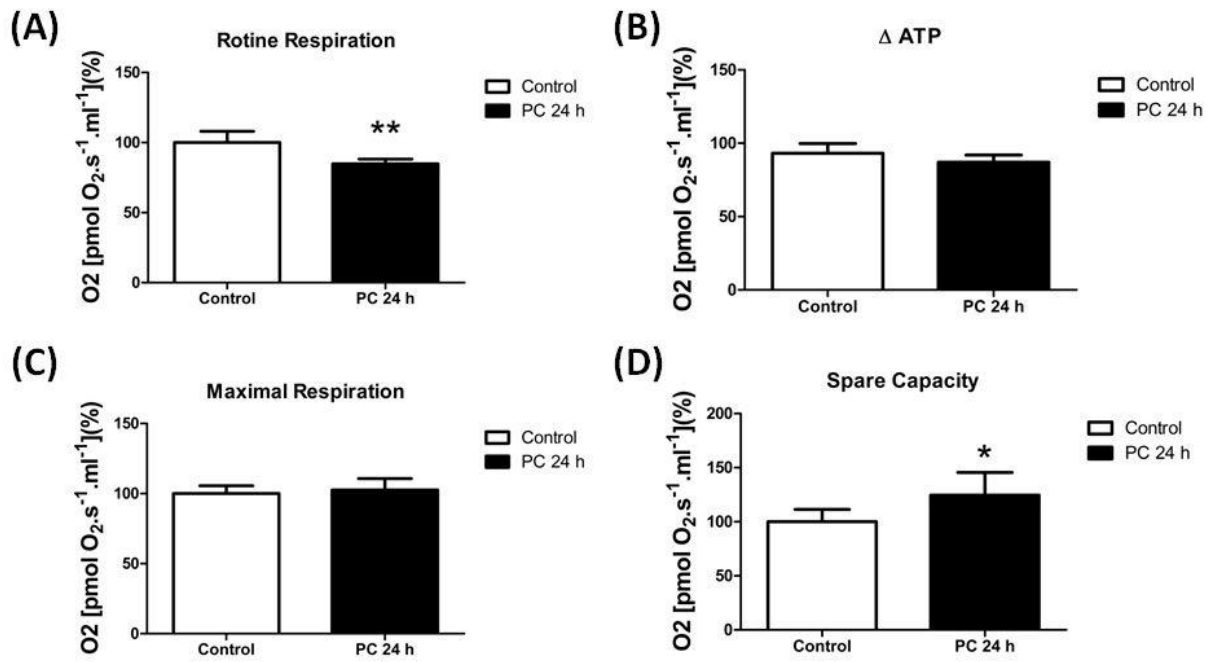 (A)
Rotine Respiration
O2 [pmol O₂.s⁻¹.ml⁻¹](%)
150
100
50
0
**
Control
PC 24 h
Control
PC 24 h
(B)
Δ ATP
O2 [pmol O₂.s⁻¹.ml⁻¹](%)
150
100
50
0
Control
PC 24 h
Control
PC 24 h
(C)
Maximal Respiration
O2 [pmol O₂.s⁻¹.ml⁻¹](%)
150
100
50
0
Control
PC 24 h
Control
PC 24 h
(D)
Spare Capacity
O2 [pmol O₂.s⁻¹.ml⁻¹](%)
200
150
100
50
0
*
Control
PC 24 h
Control
PC 24 h